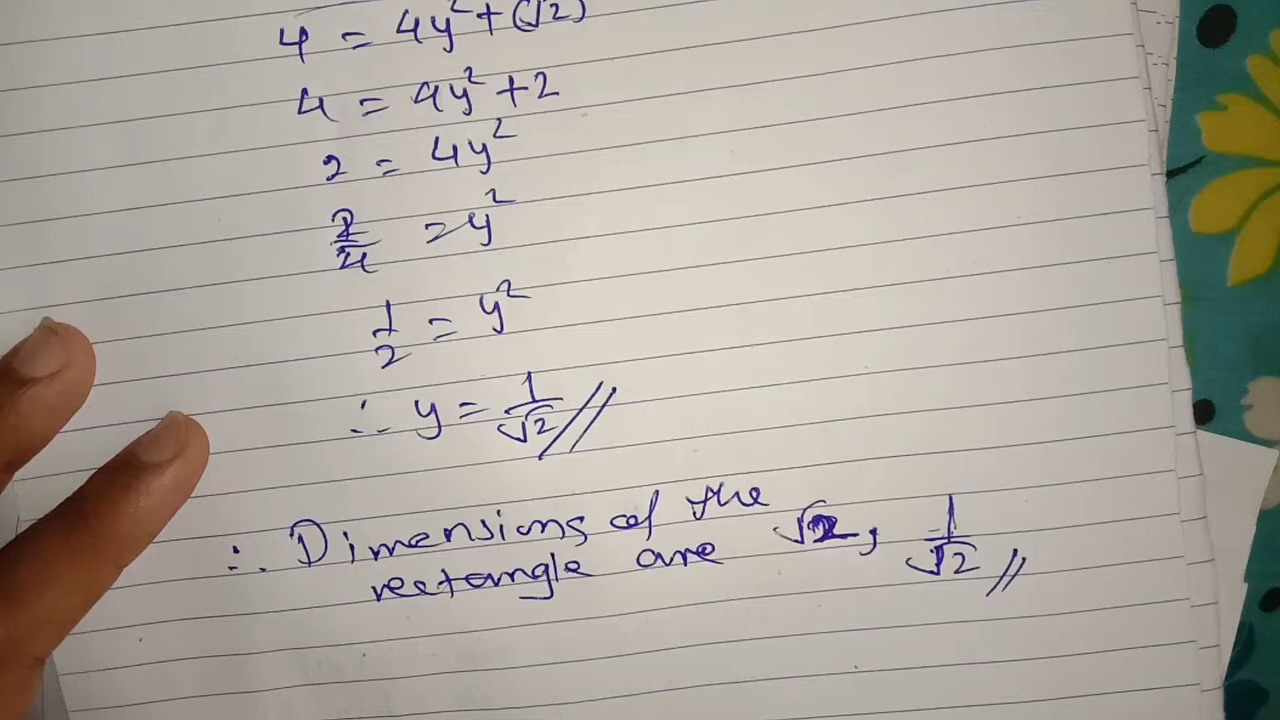 4 = 4y² + (√2)
4 = 4y² + 2
2 = 4y²
2/4 = y²
1/2 = y²
∴ y = 1/√2 //
∴ Dimensions of the
rectangle are √2, 1/√2 //